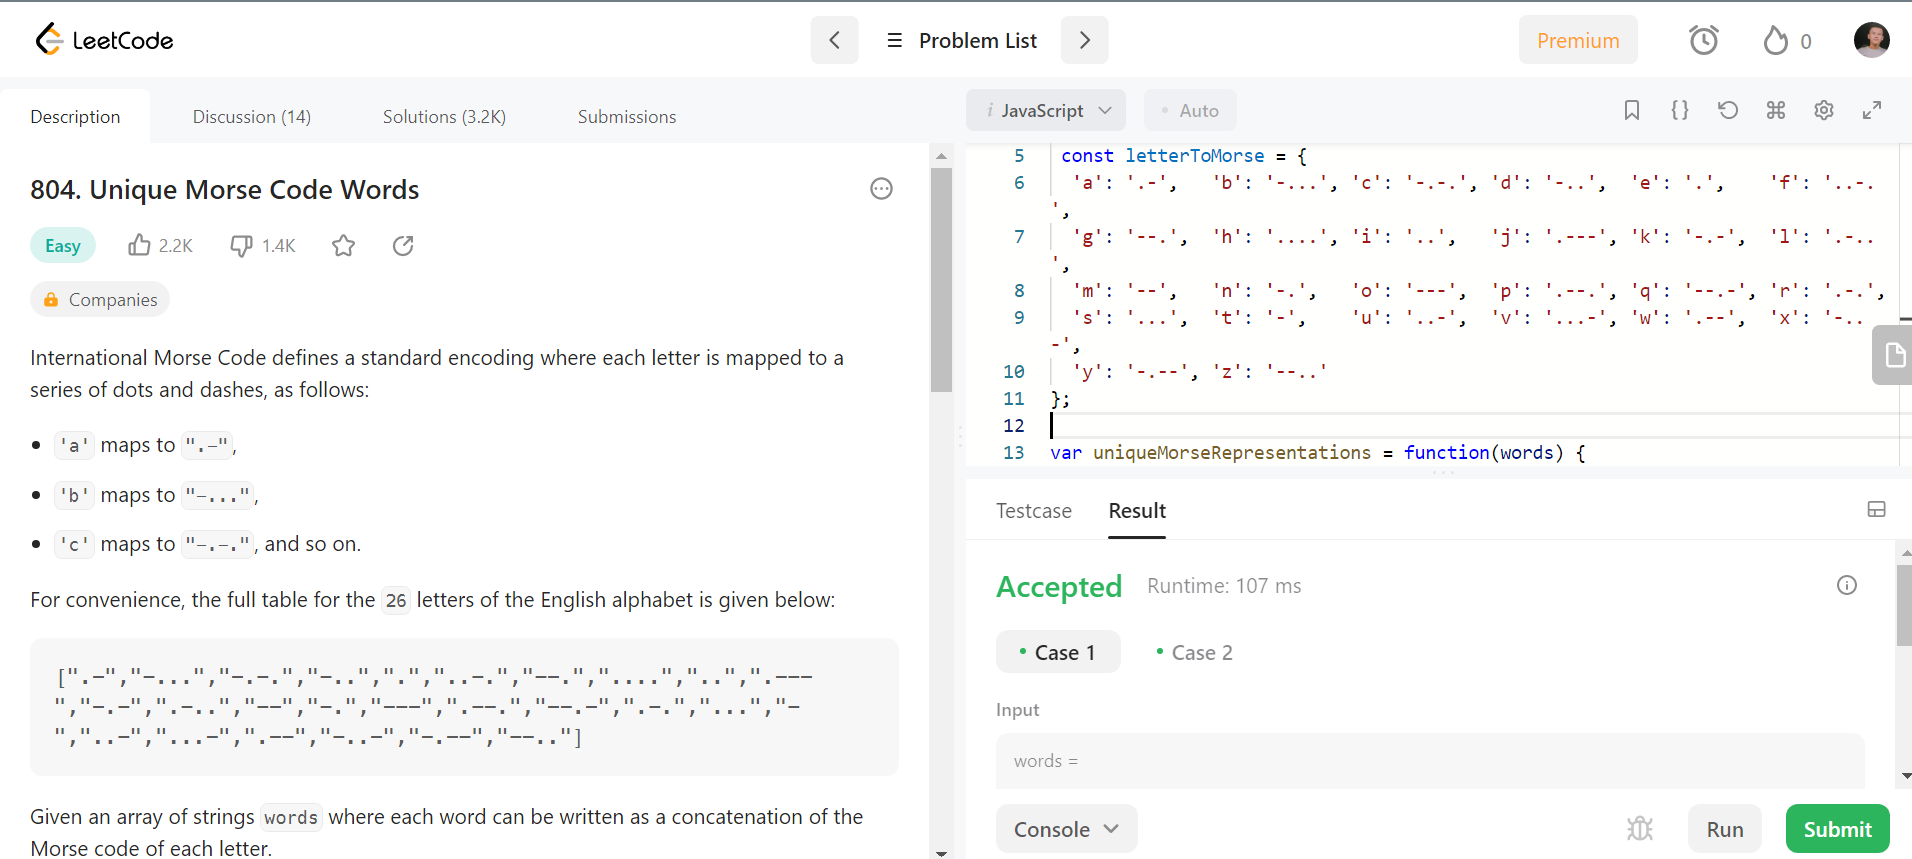 LeetCode
Problem List
Premium
0
Description
Discussion (14)
Solutions (3.2K)
Submissions
804. Unique Morse Code Words
Easy
2.2K
1.4K
Companies
International Morse Code defines a standard encoding where each letter is mapped to a
series of dots and dashes, as follows:
• 'a' maps to ".-",
• 'b' maps to "-...",
• 'c' maps to "-.-.", and so on.
For convenience, the full table for the 26 letters of the English alphabet is given below:
[".-","-...","-.-.","-..",".","..-.","--.","....","..",".---
","-.-",".-..","--","-.","---",".--.","--.-",".-.","...","-
","..-","...-",".--","-..-","-.--","--.."]
Given an array of strings words where each word can be written as a concatenation of the
Morse code of each letter.
i JavaScript
Auto
{}
5 const letterToMorse = {
6 'a': '.-', 'b': '-...', 'c': '-.-.', 'd': '-..', 'e': '.', 'f': '..-.
',
7 'g': '--.', 'h': '....', 'i': '..', 'j': '.---', 'k': '-.-', 'l': '.-..
',
8 'm': '--', 'n': '-.', 'o': '---', 'p': '.--.', 'q': '--.-', 'r': '.-.',
9 's': '...', 't': '-', 'u': '..-', 'v': '...-', 'w': '.--', 'x': '-..
-',
10 'y': '-.--', 'z': '--..'
11 };
12
13 var uniqueMorseRepresentations = function(words) {
Testcase
Result
Accepted
Runtime: 107 ms
Case 1
Case 2
Input
words =
Console
Run
Submit